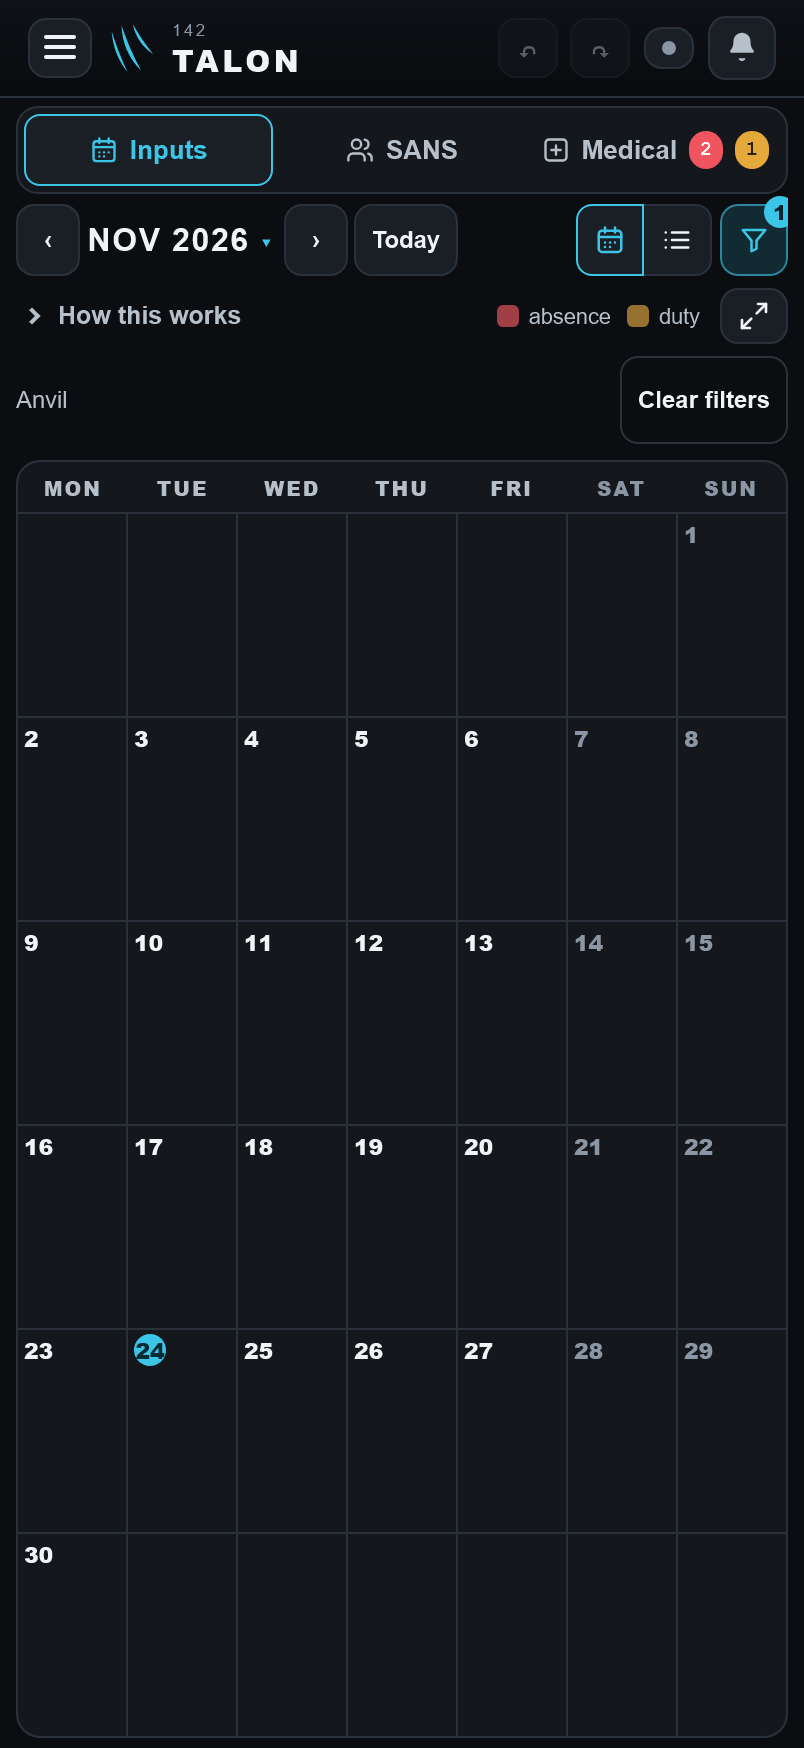 142
TALON
Inputs
SANS
Medical 2 1
‹ NOV 2026 ▾ › Today
1
How this works
absence duty
Anvil
Clear filters
MON TUE WED THU FRI SAT SUN
1
2 3 4 5 6 7 8
9 10 11 12 13 14 15
16 17 18 19 20 21 22
23 24 25 26 27 28 29
30